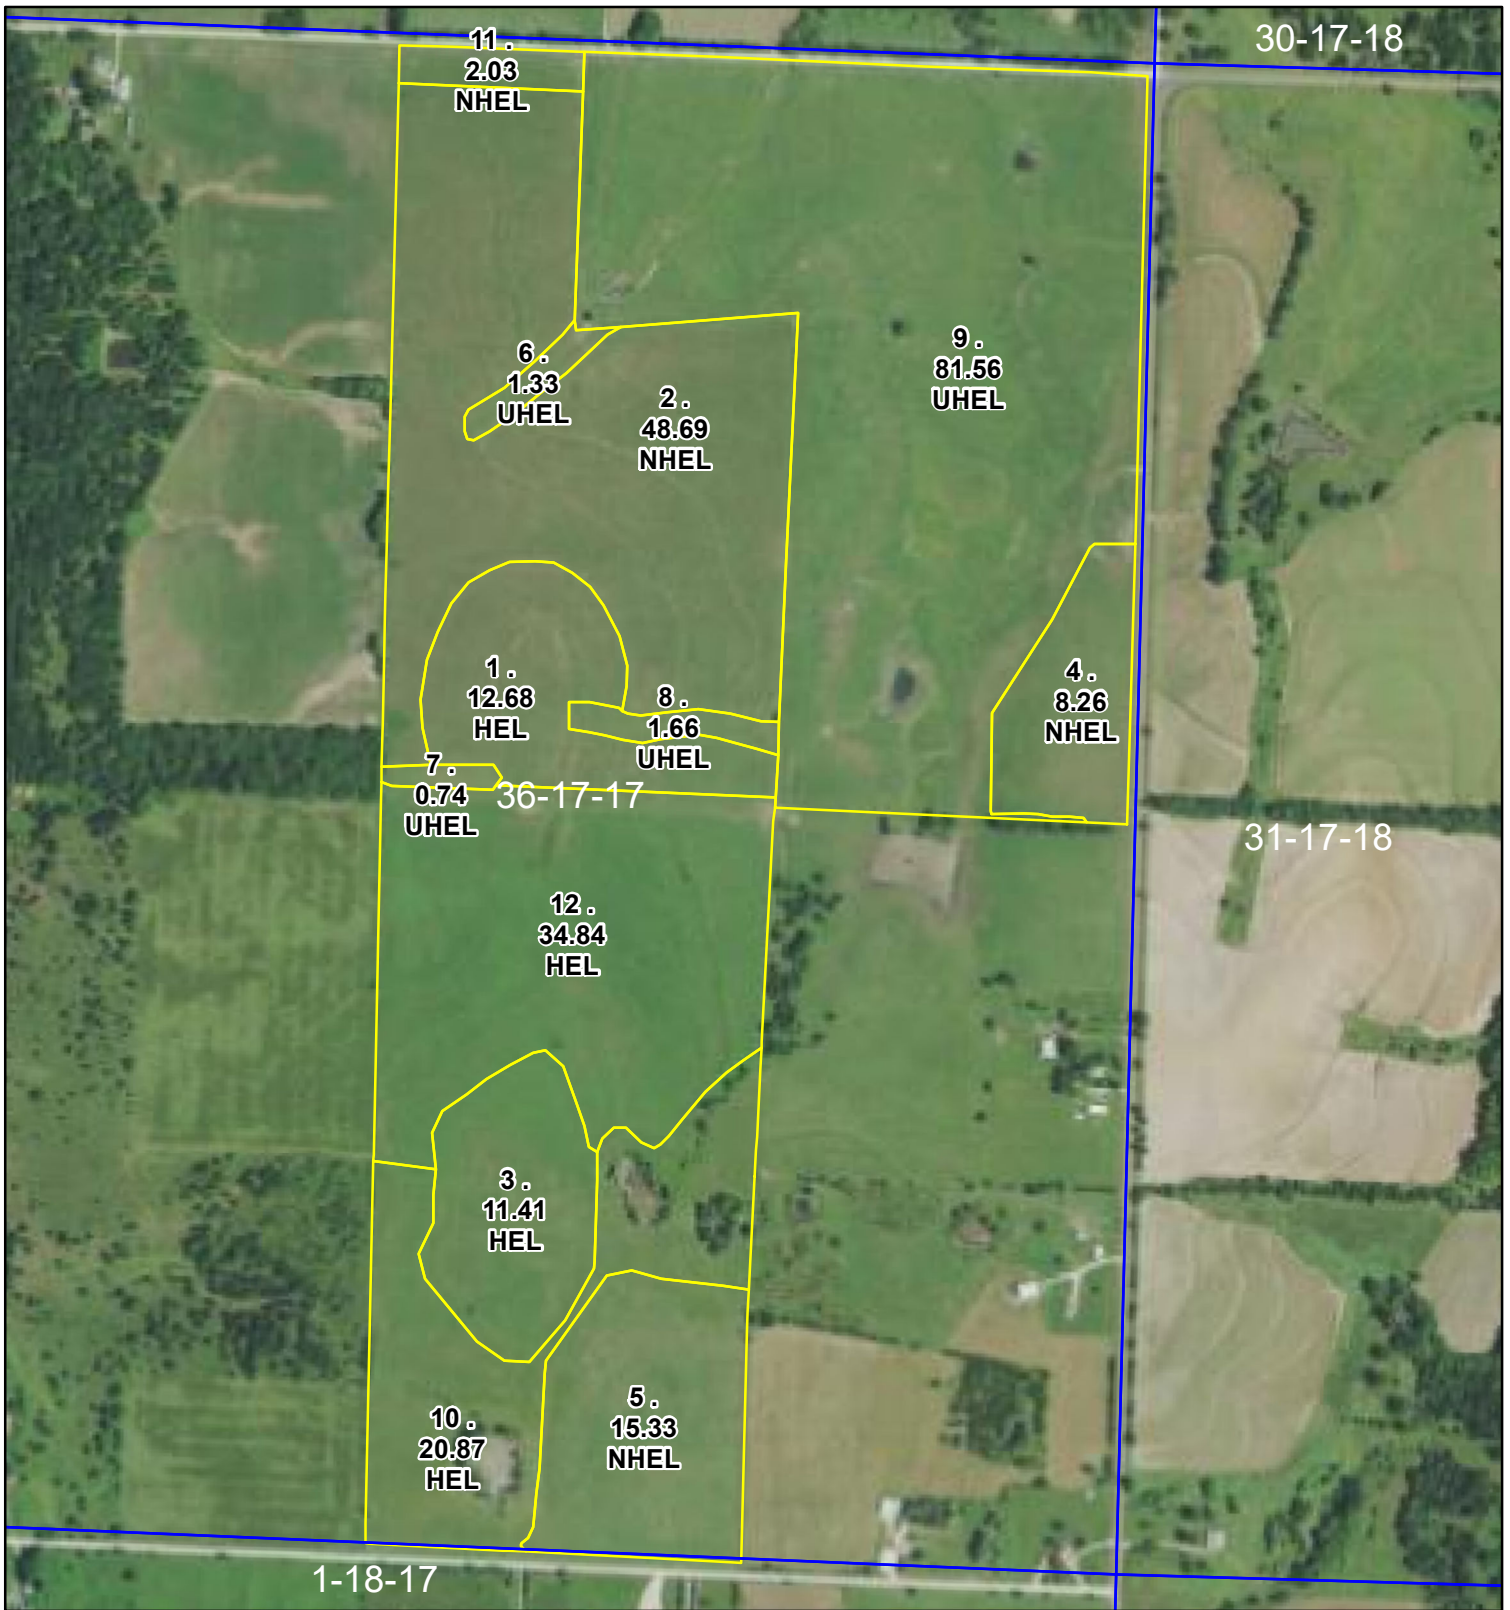 30-17-18
11 .
2.03
NHEL
6 .
1.33
UHEL
2 .
48.69
NHEL
9 .
81.56
UHEL
1 .
12.68
HEL
8 .
1.66
UHEL
4 .
8.26
NHEL
7 .
0.74
UHEL
36-17-17
31-17-18
12 .
34.84
HEL
3 .
11.41
HEL
10 .
20.87
HEL
5 .
15.33
NHEL
1-18-17